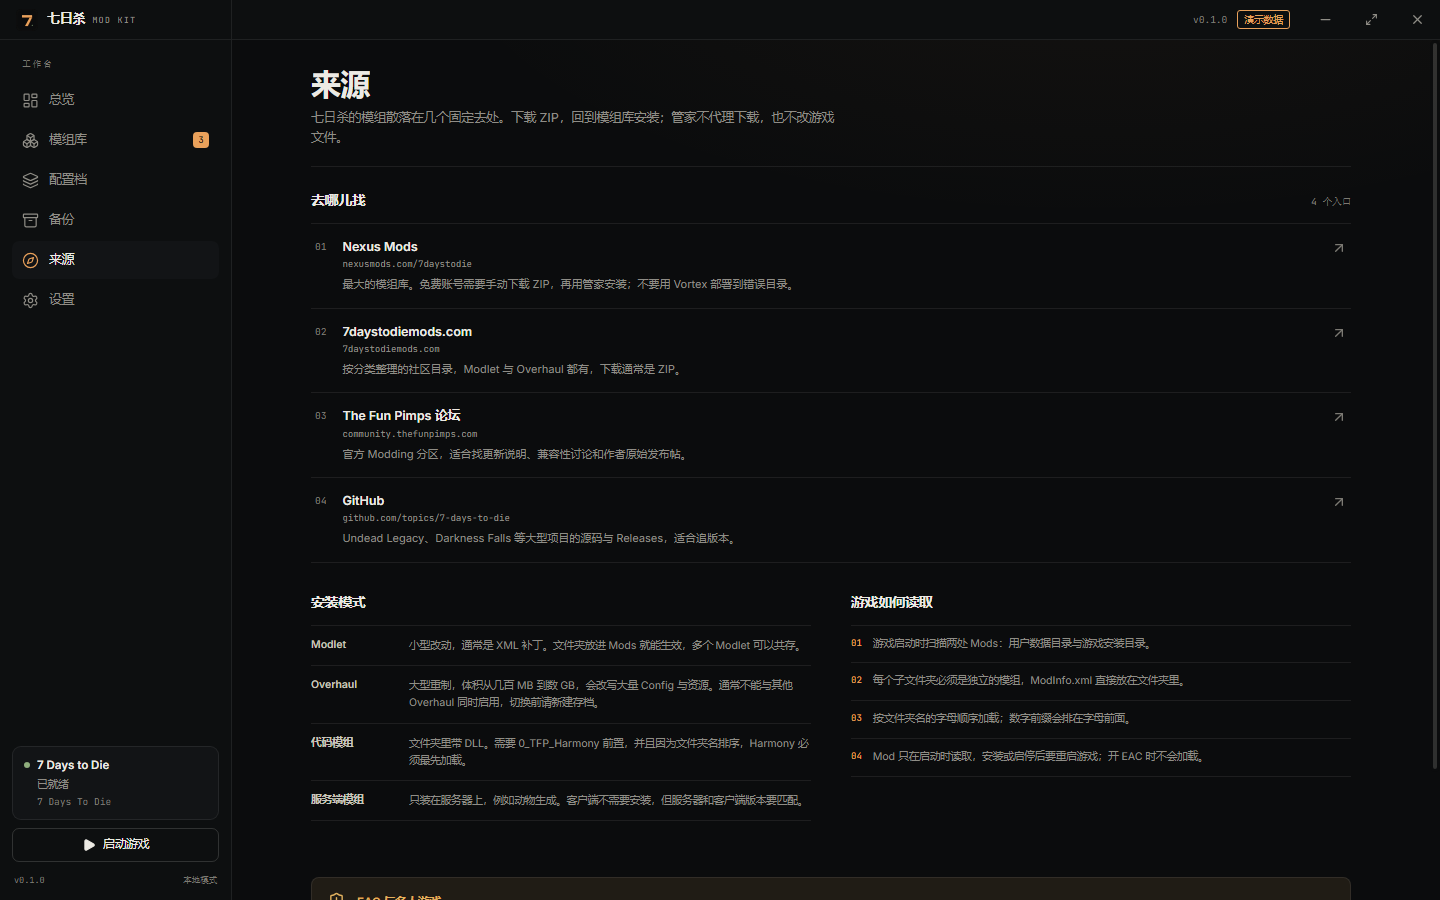 7 七日杀 MOD KIT
v0.1.0 演示数据
工作台
总览
模组库 3
配置档
备份
来源
设置
7 Days to Die
已就绪
7 Days To Die
启动游戏
v0.1.0 本地模式
来源
七日杀的模组散落在几个固定去处。下载 ZIP，回到模组库安装；管家不代理下载，也不改游戏
文件。
去哪儿找
4 个入口
01 Nexus Mods
nexusmods.com/7daystodie
最大的模组库。免费账号需要手动下载 ZIP，再用管家安装；不要用 Vortex 部署到错误目录。
02 7daystodiemods.com
7daystodiemods.com
按分类整理的社区目录，Modlet 与 Overhaul 都有，下载通常是 ZIP。
03 The Fun Pimps 论坛
community.thefunpimps.com
官方 Modding 分区，适合找更新说明、兼容性讨论和作者原始发布帖。
04 GitHub
github.com/topics/7-days-to-die
Undead Legacy、Darkness Falls 等大型项目的源码与 Releases，适合追版本。
安装模式
Modlet 小型改动，通常是 XML 补丁。文件夹放进 Mods 就能生效，多个 Modlet 可以共存。
Overhaul 大型重制，体积从几百 MB 到数 GB，会改写大量 Config 与资源。通常不能与其他
Overhaul 同时启用，切换前请新建存档。
代码模组 文件夹里带 DLL。需要 0_TFP_Harmony 前置，并且因为文件夹名排序，Harmony 必
须最先加载。
服务端模组 只装在服务器上，例如动物生成。客户端不需要安装，但服务器和客户端版本要匹配。
游戏如何读取
01 游戏启动时扫描两处 Mods：用户数据目录与游戏安装目录。
02 每个子文件夹必须是独立的模组，ModInfo.xml 直接放在文件夹里。
03 按文件夹名的字母顺序加载；数字前缀会排在字母前面。
04 Mod 只在启动时读取，安装或启停后要重启游戏；开 EAC 时不会加载。